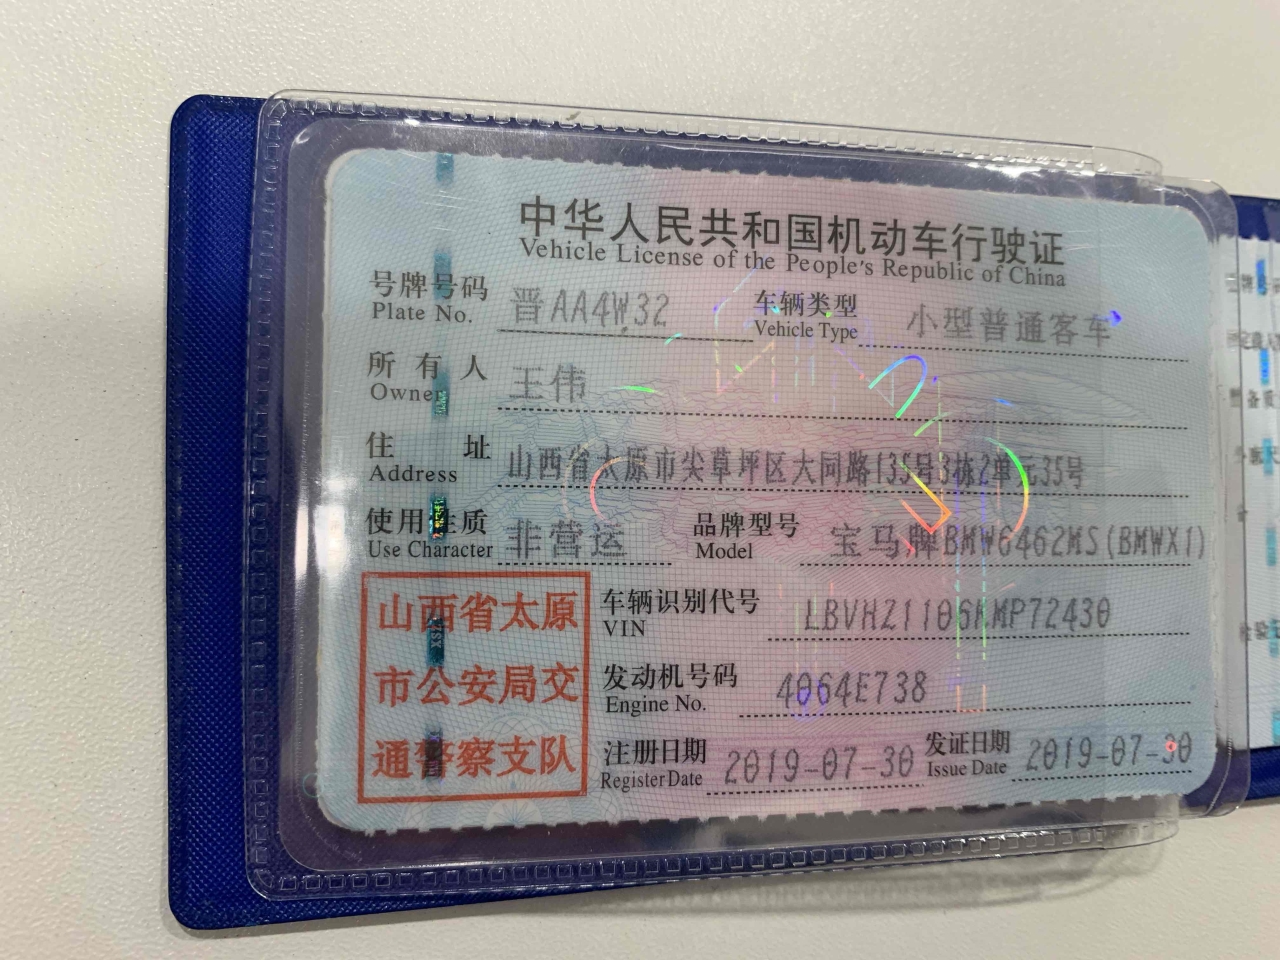 中华人民共和国机动车行驶证
Vehicle License of the People's Republic of China
号牌号码 晋AA4W32 车辆类型 小型普通客车
Plate No. Vehicle Type
所有人 王伟
Owner
住址 山西省太原市尖草坪区大同路135号3栋2单元35号
Address
使用性质 非营运 品牌型号 宝马牌BMW6462MS(BMWX1)
Use Character Model
山西省太原
市公安局交
通警察支队
车辆识别代号 LBVHZ1106KMP72430
VIN
发动机号码 4064E738
Engine No.
注册日期 2019-07-30 发证日期 2019-07-30
Register Date Issue Date